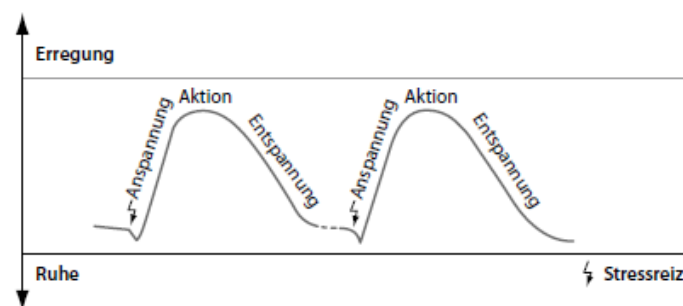 Erregung
Anspannung
Aktion
Entspannung
Anspannung
Aktion
Entspannung
Ruhe
Stressreiz